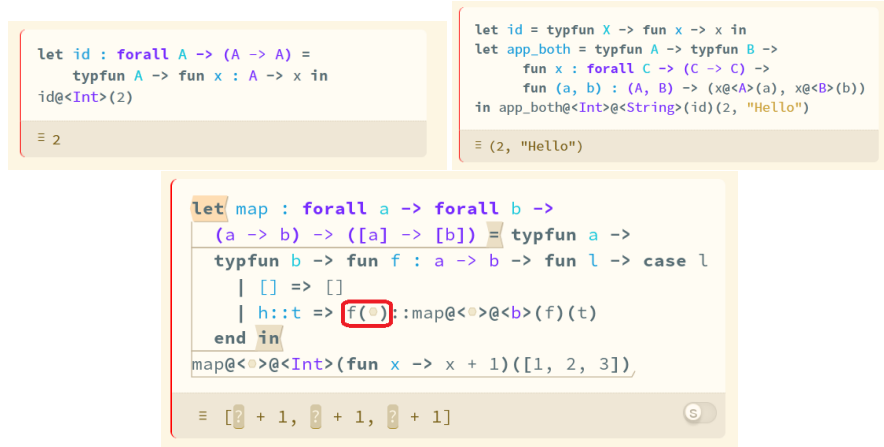 let id : forall A -> (A -> A) =
typfun A -> fun x : A -> x in
id@<Int>(2)
≡ 2
let id = typfun X -> fun x -> x in
let app_both = typfun A -> typfun B ->
fun x : forall C -> (C -> C) ->
fun (a, b) : (A, B) -> (x@<A>(a), x@<B>(b))
in app_both@<Int>@<String>(id)(2, "Hello")
≡ (2, "Hello")
let map : forall a -> forall b ->
(a -> b) -> ([a] -> [b]) = typfun a ->
typfun b -> fun f : a -> b -> fun l -> case l
| [] => []
| h::t => f( )::map@< >@<b>(f)(t)
end in
map@< >@<Int>(fun x -> x + 1)([1, 2, 3])
≡ [? + 1, ? + 1, ? + 1]
s